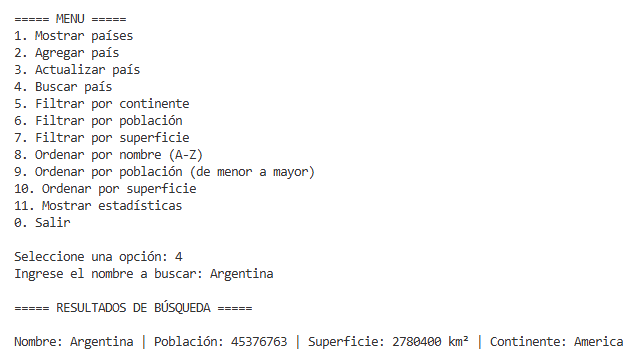 ===== MENU =====
1. Mostrar países
2. Agregar país
3. Actualizar país
4. Buscar país
5. Filtrar por continente
6. Filtrar por población
7. Filtrar por superficie
8. Ordenar por nombre (A-Z)
9. Ordenar por población (de menor a mayor)
10. Ordenar por superficie
11. Mostrar estadísticas
0. Salir
Seleccione una opción: 4
Ingrese el nombre a buscar: Argentina
===== RESULTADOS DE BÚSQUEDA =====
Nombre: Argentina | Población: 45376763 | Superficie: 2780400 km² | Continente: America